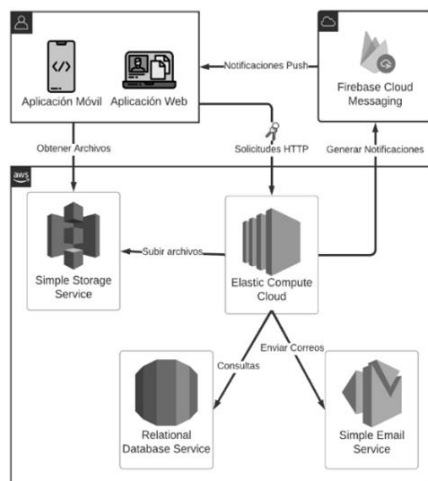 Aplicación Móvil
Aplicación Web
Notificaciones Push
Firebase Cloud
Messaging
Obtener Archivos
Solicitudes HTTP
Generar Notificaciones
aws
Simple Storage
Service
Subir archivos
Elastic Compute
Cloud
Consultas
Enviar Correos
Relational
Database Service
Simple Email
Service